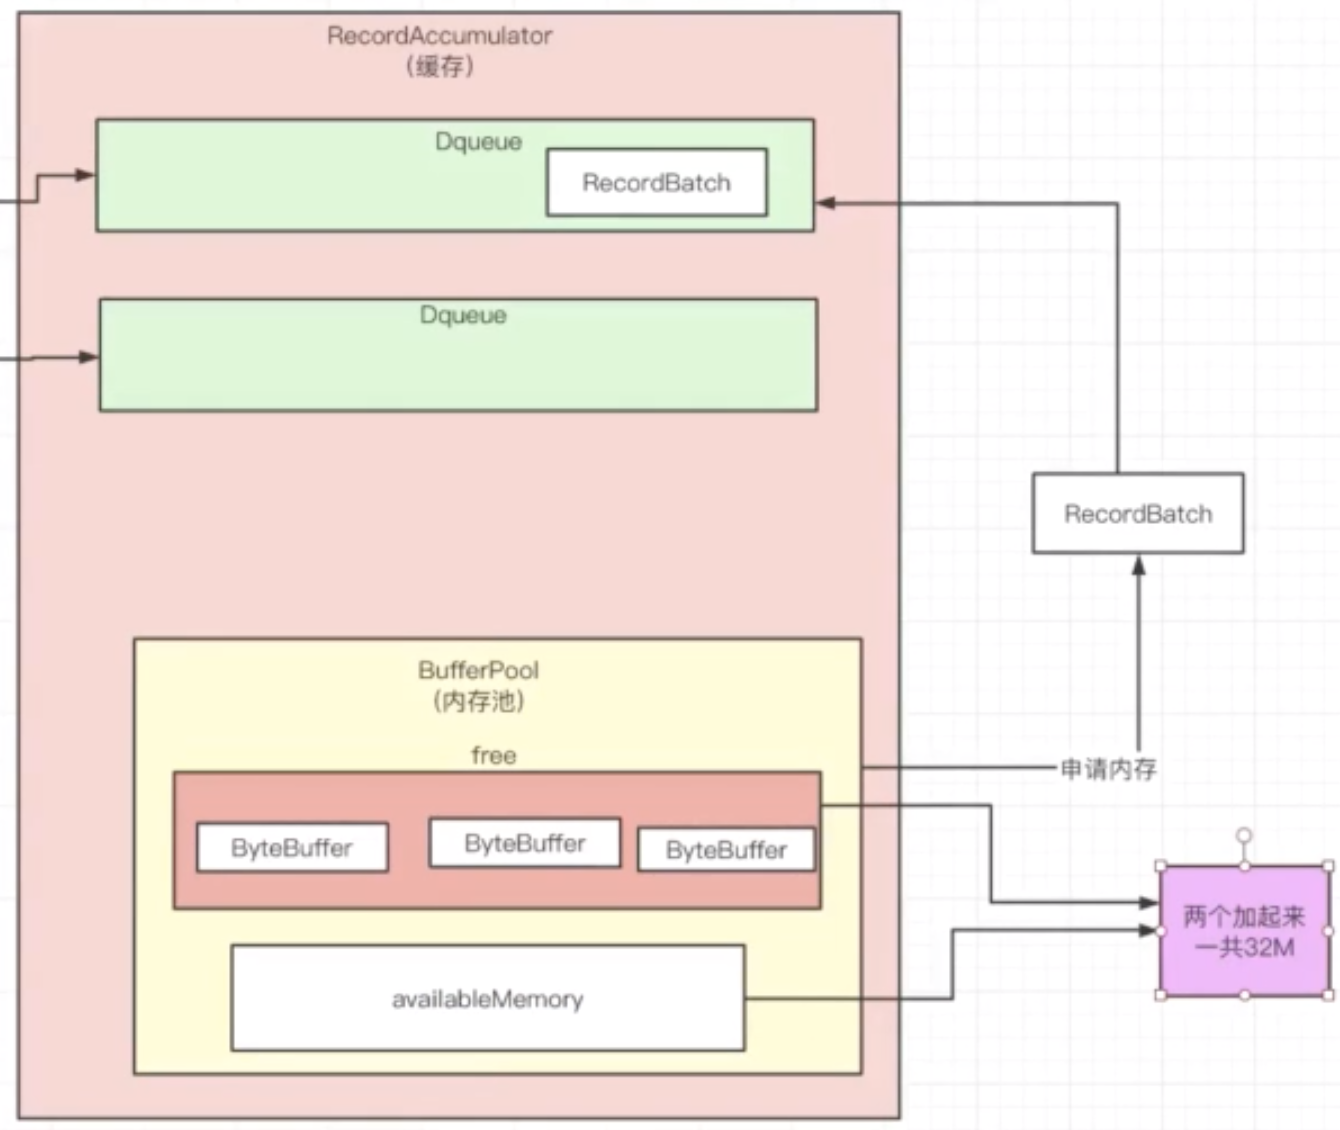 RecordAccumulator
（缓存）
Dqueue
RecordBatch
Dqueue
RecordBatch
BufferPool
（内存池）
free
申请内存
ByteBuffer
ByteBuffer
ByteBuffer
两个加起来
一共32M
availableMemory